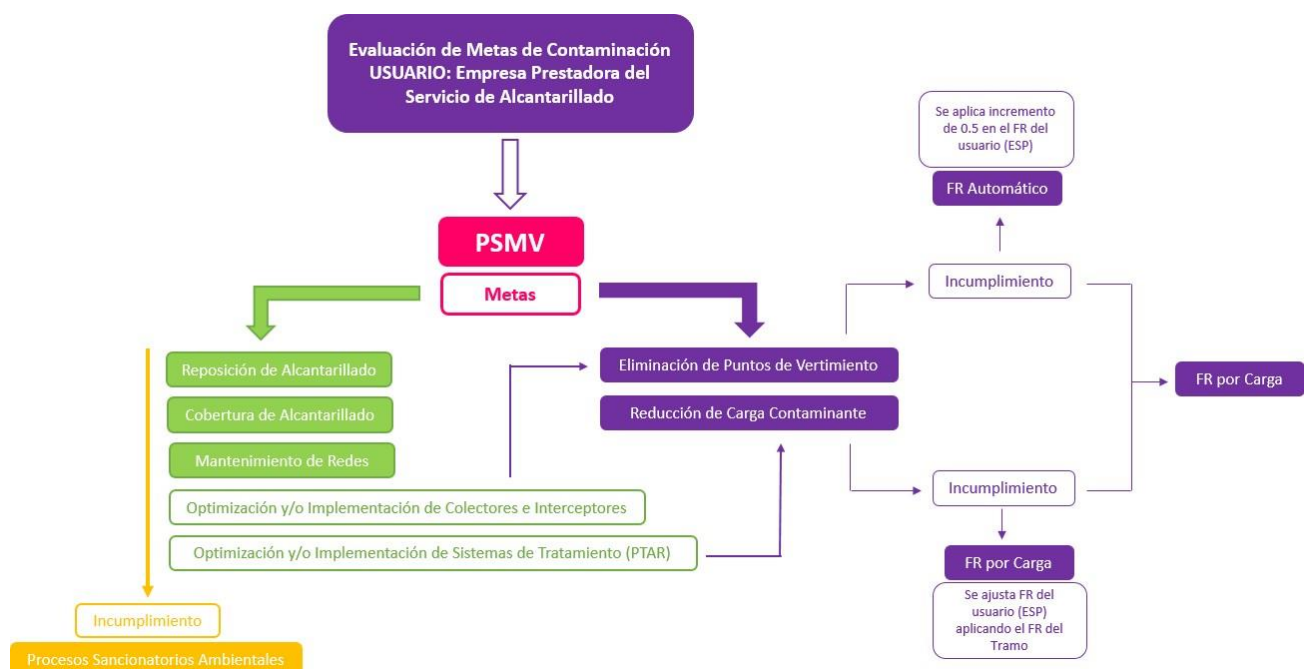 Evaluación de Metas de Contaminación
USUARIO: Empresa Prestadora del
Servicio de Alcantarillado
PSMV
Metas
Reposición de Alcantarillado
Cobertura de Alcantarillado
Mantenimiento de Redes
Optimización y/o Implementación de Colectores e Interceptores
Optimización y/o Implementación de Sistemas de Tratamiento (PTAR)
Incumplimiento
Procesos Sancionatorios Ambientales
Eliminación de Puntos de Vertimiento
Reducción de Carga Contaminante
Se aplica incremento
de 0.5 en el FR del
usuario (ESP)
FR Automático
Incumplimiento
FR por Carga
Incumplimiento
FR por Carga
Se ajusta FR del
usuario (ESP)
aplicando el FR del
Tramo